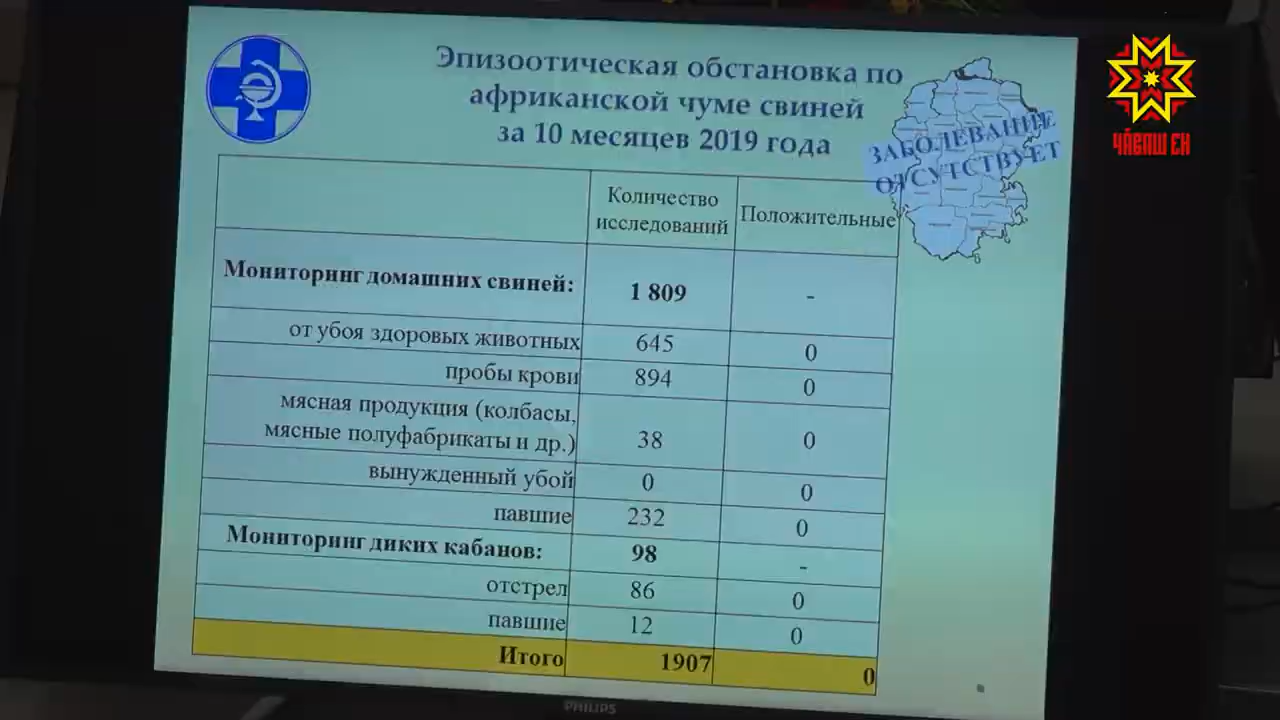 Эпизоотическая обстановка по
африканской чуме свиней
за 10 месяцев 2019 года
ЗАБОЛЕВАНИЕ
ОТСУТСТВУЕТ
ЧӐВАШ ЕН
Количество
исследований
Положительные
Мониторинг домашних свиней: 1 809 -
от убоя здоровых животных 645 0
пробы крови 894 0
мясная продукция (колбасы,
мясные полуфабрикаты и др.) 38 0
вынужденный убой 0 0
павшие 232 0
Мониторинг диких кабанов: 98 -
отстрел 86 0
павшие 12 0
Итого 1907 0
PHILIPS